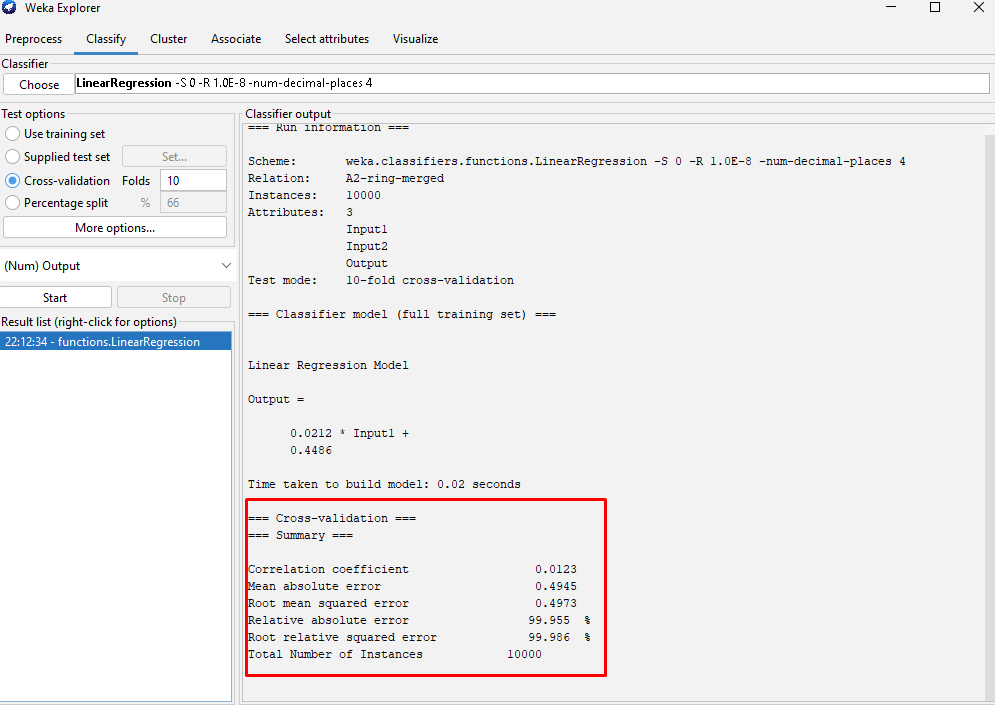 Weka Explorer
Preprocess Classify Cluster Associate Select attributes Visualize
Classifier
Choose LinearRegression -S 0 -R 1.0E-8 -num-decimal-places 4
Test options
Use training set
Supplied test set Set...
Cross-validation Folds 10
Percentage split % 66
More options...
(Num) Output
Start Stop
Result list (right-click for options)
22:12:34 - functions.LinearRegression
Classifier output
=== Run information ===
Scheme: weka.classifiers.functions.LinearRegression -S 0 -R 1.0E-8 -num-decimal-places 4
Relation: A2-ring-merged
Instances: 10000
Attributes: 3
Input1
Input2
Output
Test mode: 10-fold cross-validation
=== Classifier model (full training set) ===
Linear Regression Model
Output =
0.0212 * Input1 +
0.4486
Time taken to build model: 0.02 seconds
=== Cross-validation ===
=== Summary ===
Correlation coefficient 0.0123
Mean absolute error 0.4945
Root mean squared error 0.4973
Relative absolute error 99.955 %
Root relative squared error 99.986 %
Total Number of Instances 10000